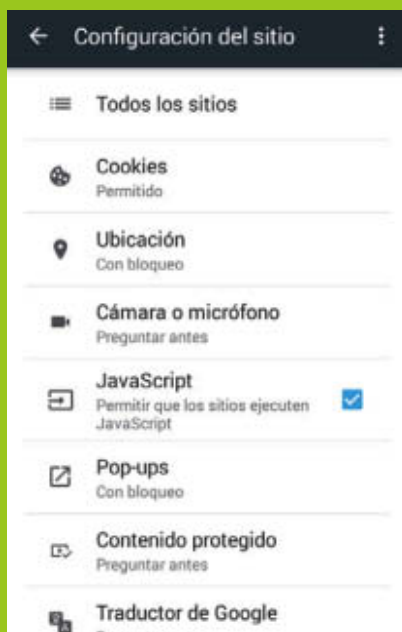 Configuración del sitio
Todos los sitios
Cookies
Permitido
Ubicación
Con bloqueo
Cámara o micrófono
Preguntar antes
JavaScript
Permitir que los sitios ejecuten
JavaScript
Pop-ups
Con bloqueo
Contenido protegido
Preguntar antes
Traductor de Google